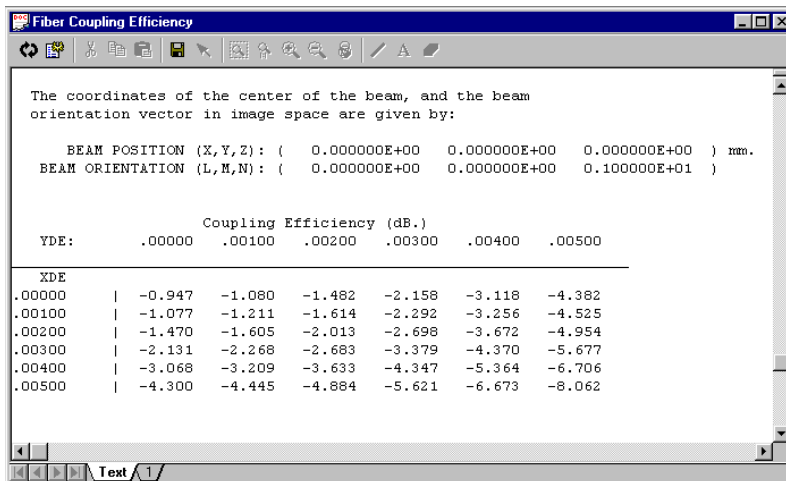 Fiber Coupling Efficiency
The coordinates of the center of the beam, and the beam
orientation vector in image space are given by:
BEAM POSITION (X,Y,Z): ( 0.000000E+00 0.000000E+00 0.000000E+00 ) mm.
BEAM ORIENTATION (L,M,N): ( 0.000000E+00 0.000000E+00 0.100000E+01 )
Coupling Efficiency (dB.)
YDE: .00000 .00100 .00200 .00300 .00400 .00500
XDE
.00000 | -0.947 -1.080 -1.482 -2.158 -3.118 -4.382
.00100 | -1.077 -1.211 -1.614 -2.292 -3.256 -4.525
.00200 | -1.470 -1.605 -2.013 -2.698 -3.672 -4.954
.00300 | -2.131 -2.268 -2.683 -3.379 -4.370 -5.677
.00400 | -3.068 -3.209 -3.633 -4.347 -5.364 -6.706
.00500 | -4.300 -4.445 -4.884 -5.621 -6.673 -8.062
Text 1